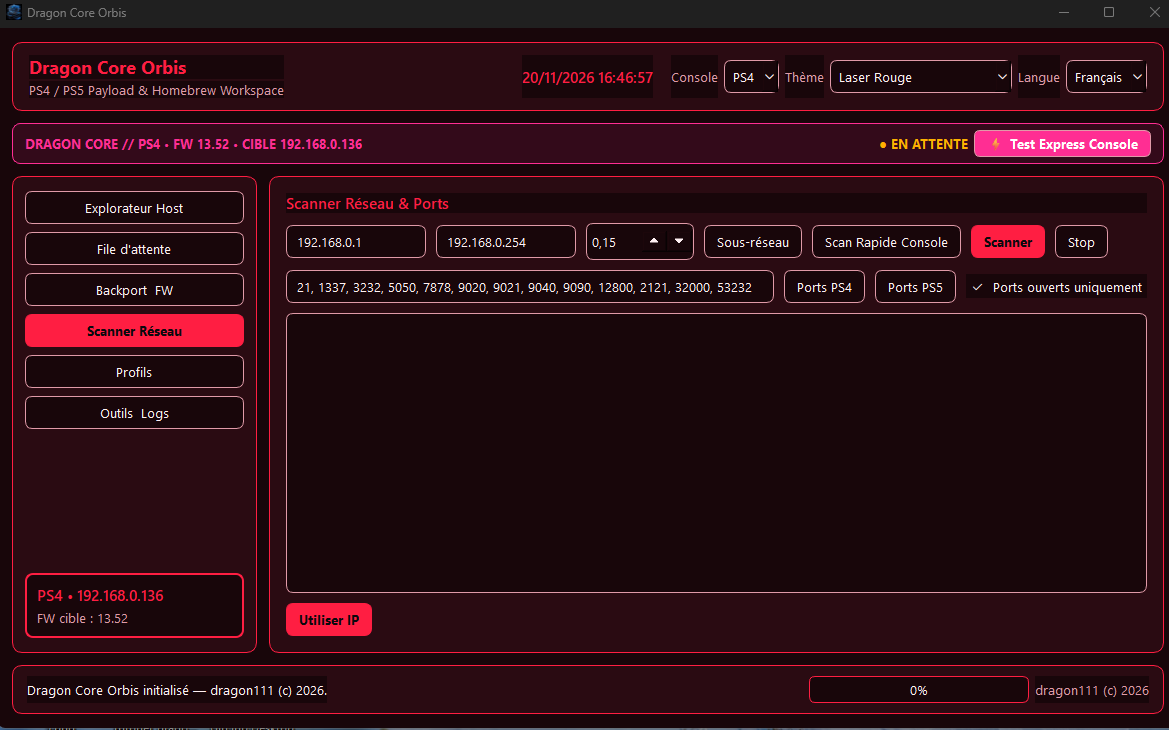 Dragon Core Orbis
Dragon Core Orbis
PS4 / PS5 Payload & Homebrew Workspace
20/11/2026 16:46:57
Console
PS4
Thème
Laser Rouge
Langue
Français
DRAGON CORE // PS4 • FW 13.52 • CIBLE 192.168.0.136
● EN ATTENTE
⚡ Test Express Console
Explorateur Host
File d'attente
Backport FW
Scanner Réseau
Profils
Outils Logs
PS4 • 192.168.0.136
FW cible : 13.52
Scanner Réseau & Ports
192.168.0.1
192.168.0.254
0,15
Sous-réseau
Scan Rapide Console
Scanner
Stop
21, 1337, 3232, 5050, 7878, 9020, 9021, 9040, 9090, 12800, 2121, 32000, 53232
Ports PS4
Ports PS5
✓ Ports ouverts uniquement
Utiliser IP
Dragon Core Orbis initialisé — dragon111 (c) 2026.
0%
dragon111 (c) 2026